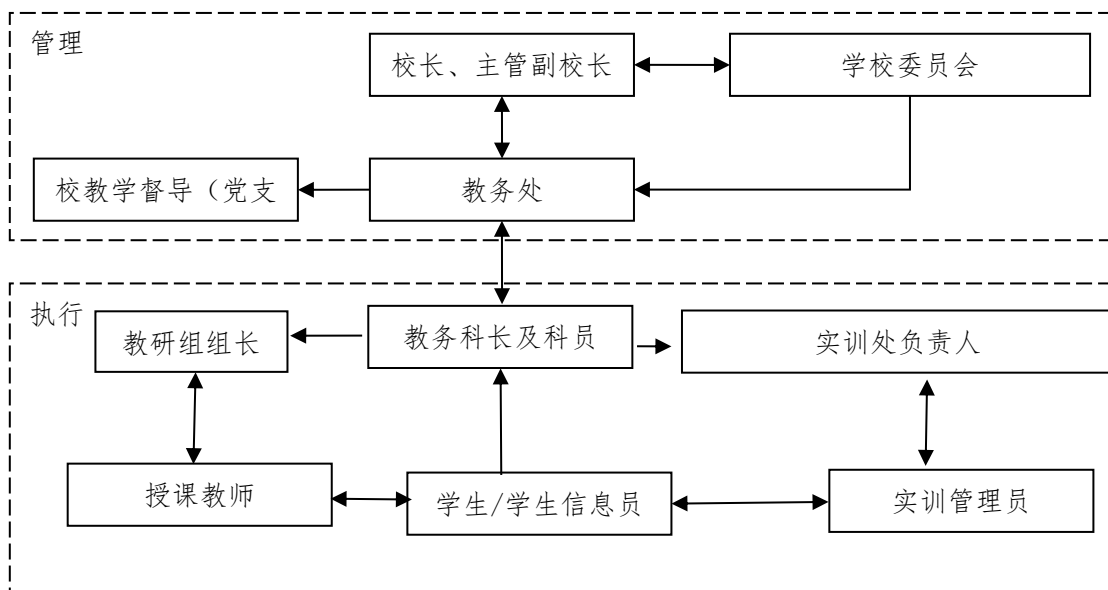 管理
校长、主管副校长
学校委员会
校教学督导（党支
教务处
执行
教研组组长
教务科长及科员
实训处负责人
授课教师
学生/学生信息员
实训管理员